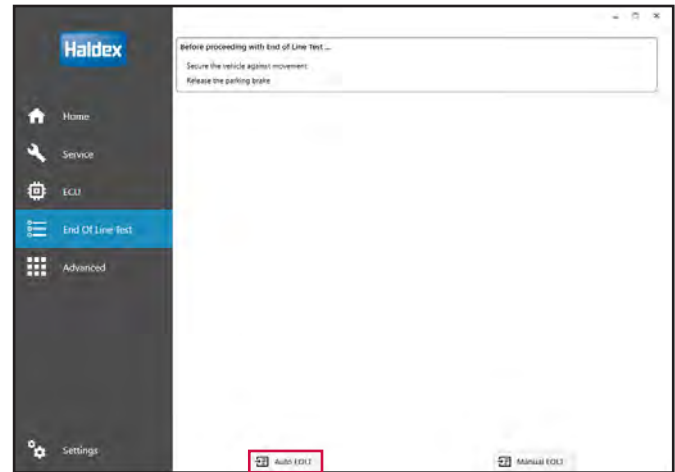 Haldex
Before proceeding with End of Line Test ...
Secure the vehicle against movement
Release the parking brake
Home
Service
ECU
End Of Line Test
Advanced
Settings
Auto EOLT
Manual EOLT